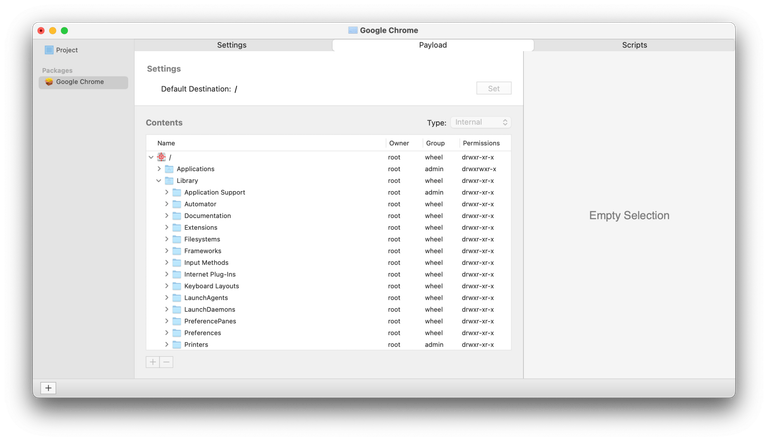 Google Chrome
Project
Packages
Google Chrome
Settings Payload Scripts
Settings
Default Destination: / Set
Contents Type: Internal
Name Owner Group Permissions
/ root wheel drwxr-xr-x
Applications root admin drwxrwxr-x
Library root wheel drwxr-xr-x
Application Support root admin drwxr-xr-x
Automator root wheel drwxr-xr-x
Documentation root wheel drwxr-xr-x
Extensions root wheel drwxr-xr-x
Filesystems root wheel drwxr-xr-x
Frameworks root wheel drwxr-xr-x
Input Methods root wheel drwxr-xr-x
Internet Plug-Ins root wheel drwxr-xr-x
Keyboard Layouts root wheel drwxr-xr-x
LaunchAgents root wheel drwxr-xr-x
LaunchDaemons root wheel drwxr-xr-x
PreferencePanes root wheel drwxr-xr-x
Preferences root wheel drwxr-xr-x
Printers root admin drwxr-xr-x
Empty Selection